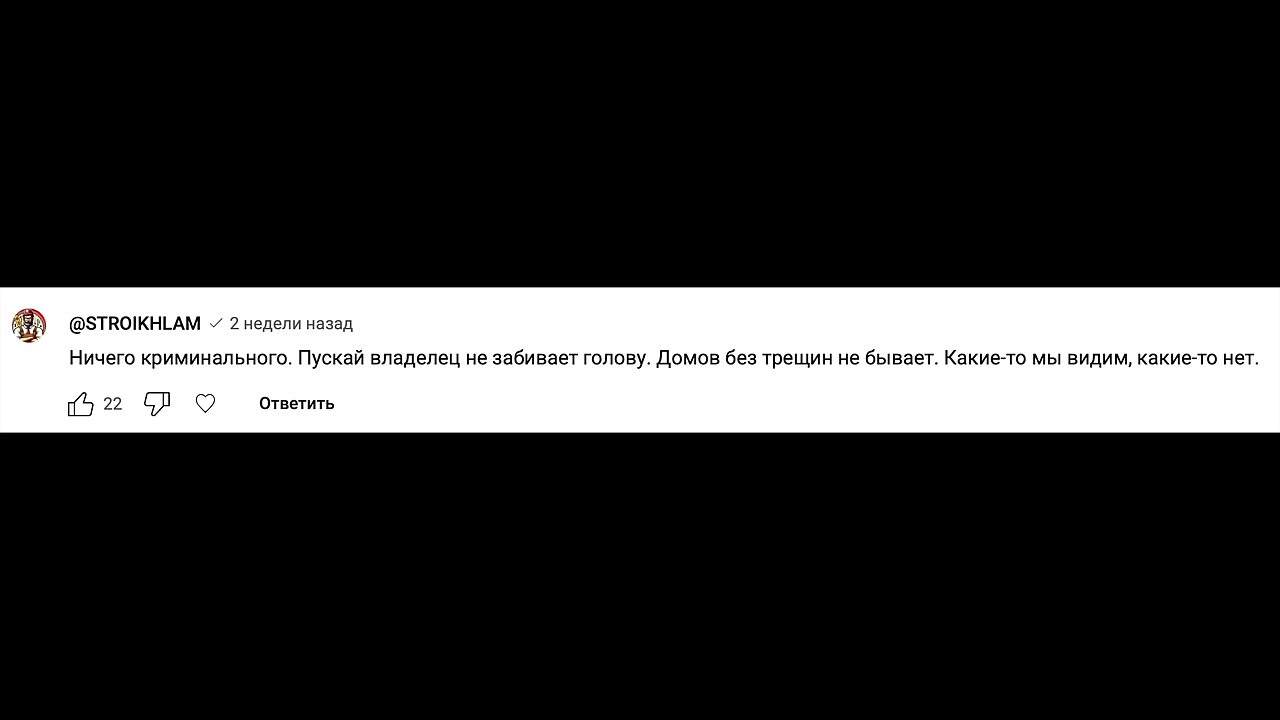 @STROIKHLAM 2 недели назад
Ничего криминального. Пускай владелец не забивает голову. Домов без трещин не бывает. Какие-то мы видим, какие-то нет.
22 Ответить